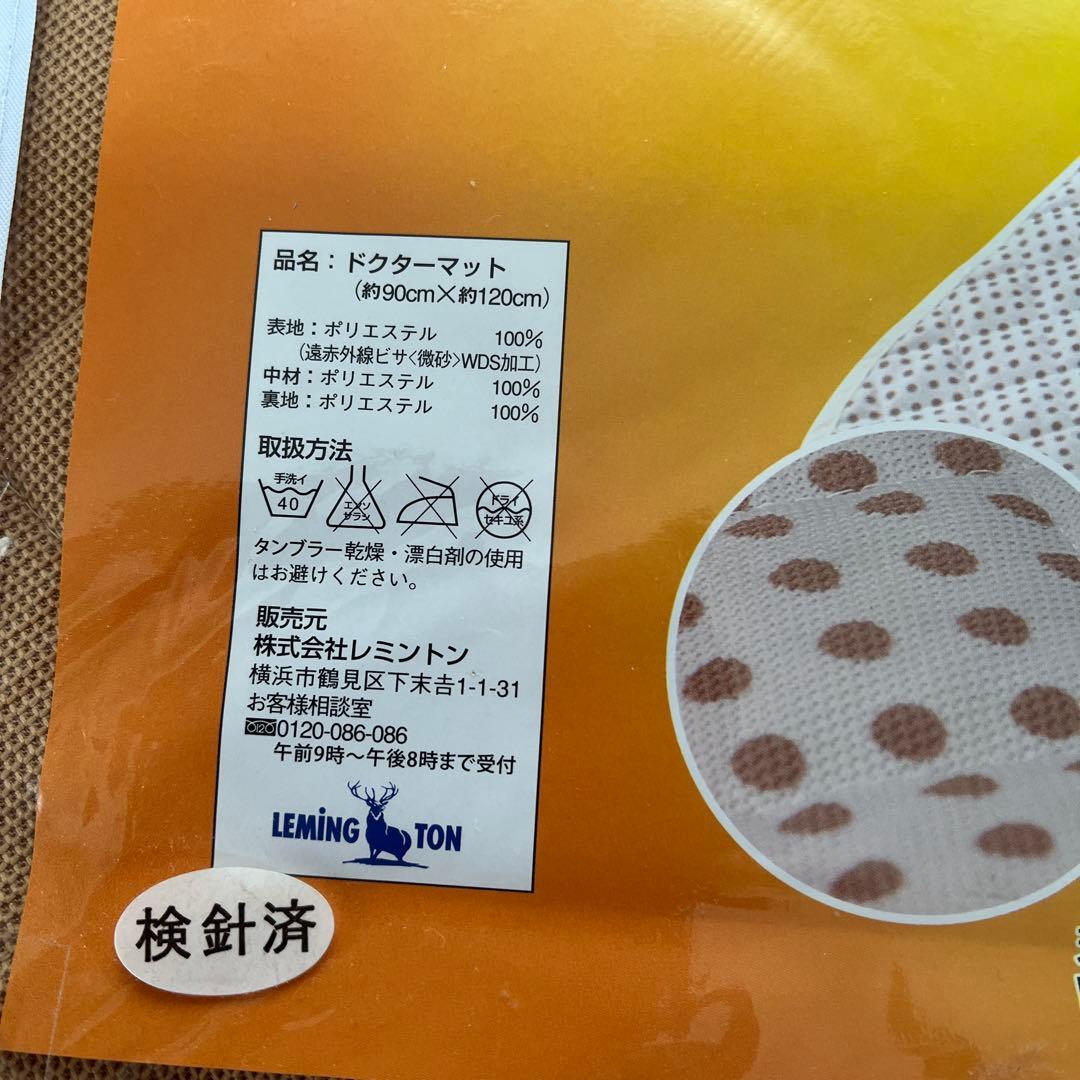 品名：ドクターマット
（約90cm×約120cm）
表地：ポリエステル 100%
（遠赤外線ビサ<微砂>WDS加工）
中材：ポリエステル 100%
裏地：ポリエステル 100%
取扱方法
手洗イ
40
エンソ
サラシ
ドライ
セキユ系
タンブラー乾燥・漂白剤の使用
はお避けください。
販売元
株式会社レミントン
横浜市鶴見区下末吉1-1-31
お客様相談室
0120-086-086
午前9時〜午後8時まで受付
LEMiNGTON
検針済